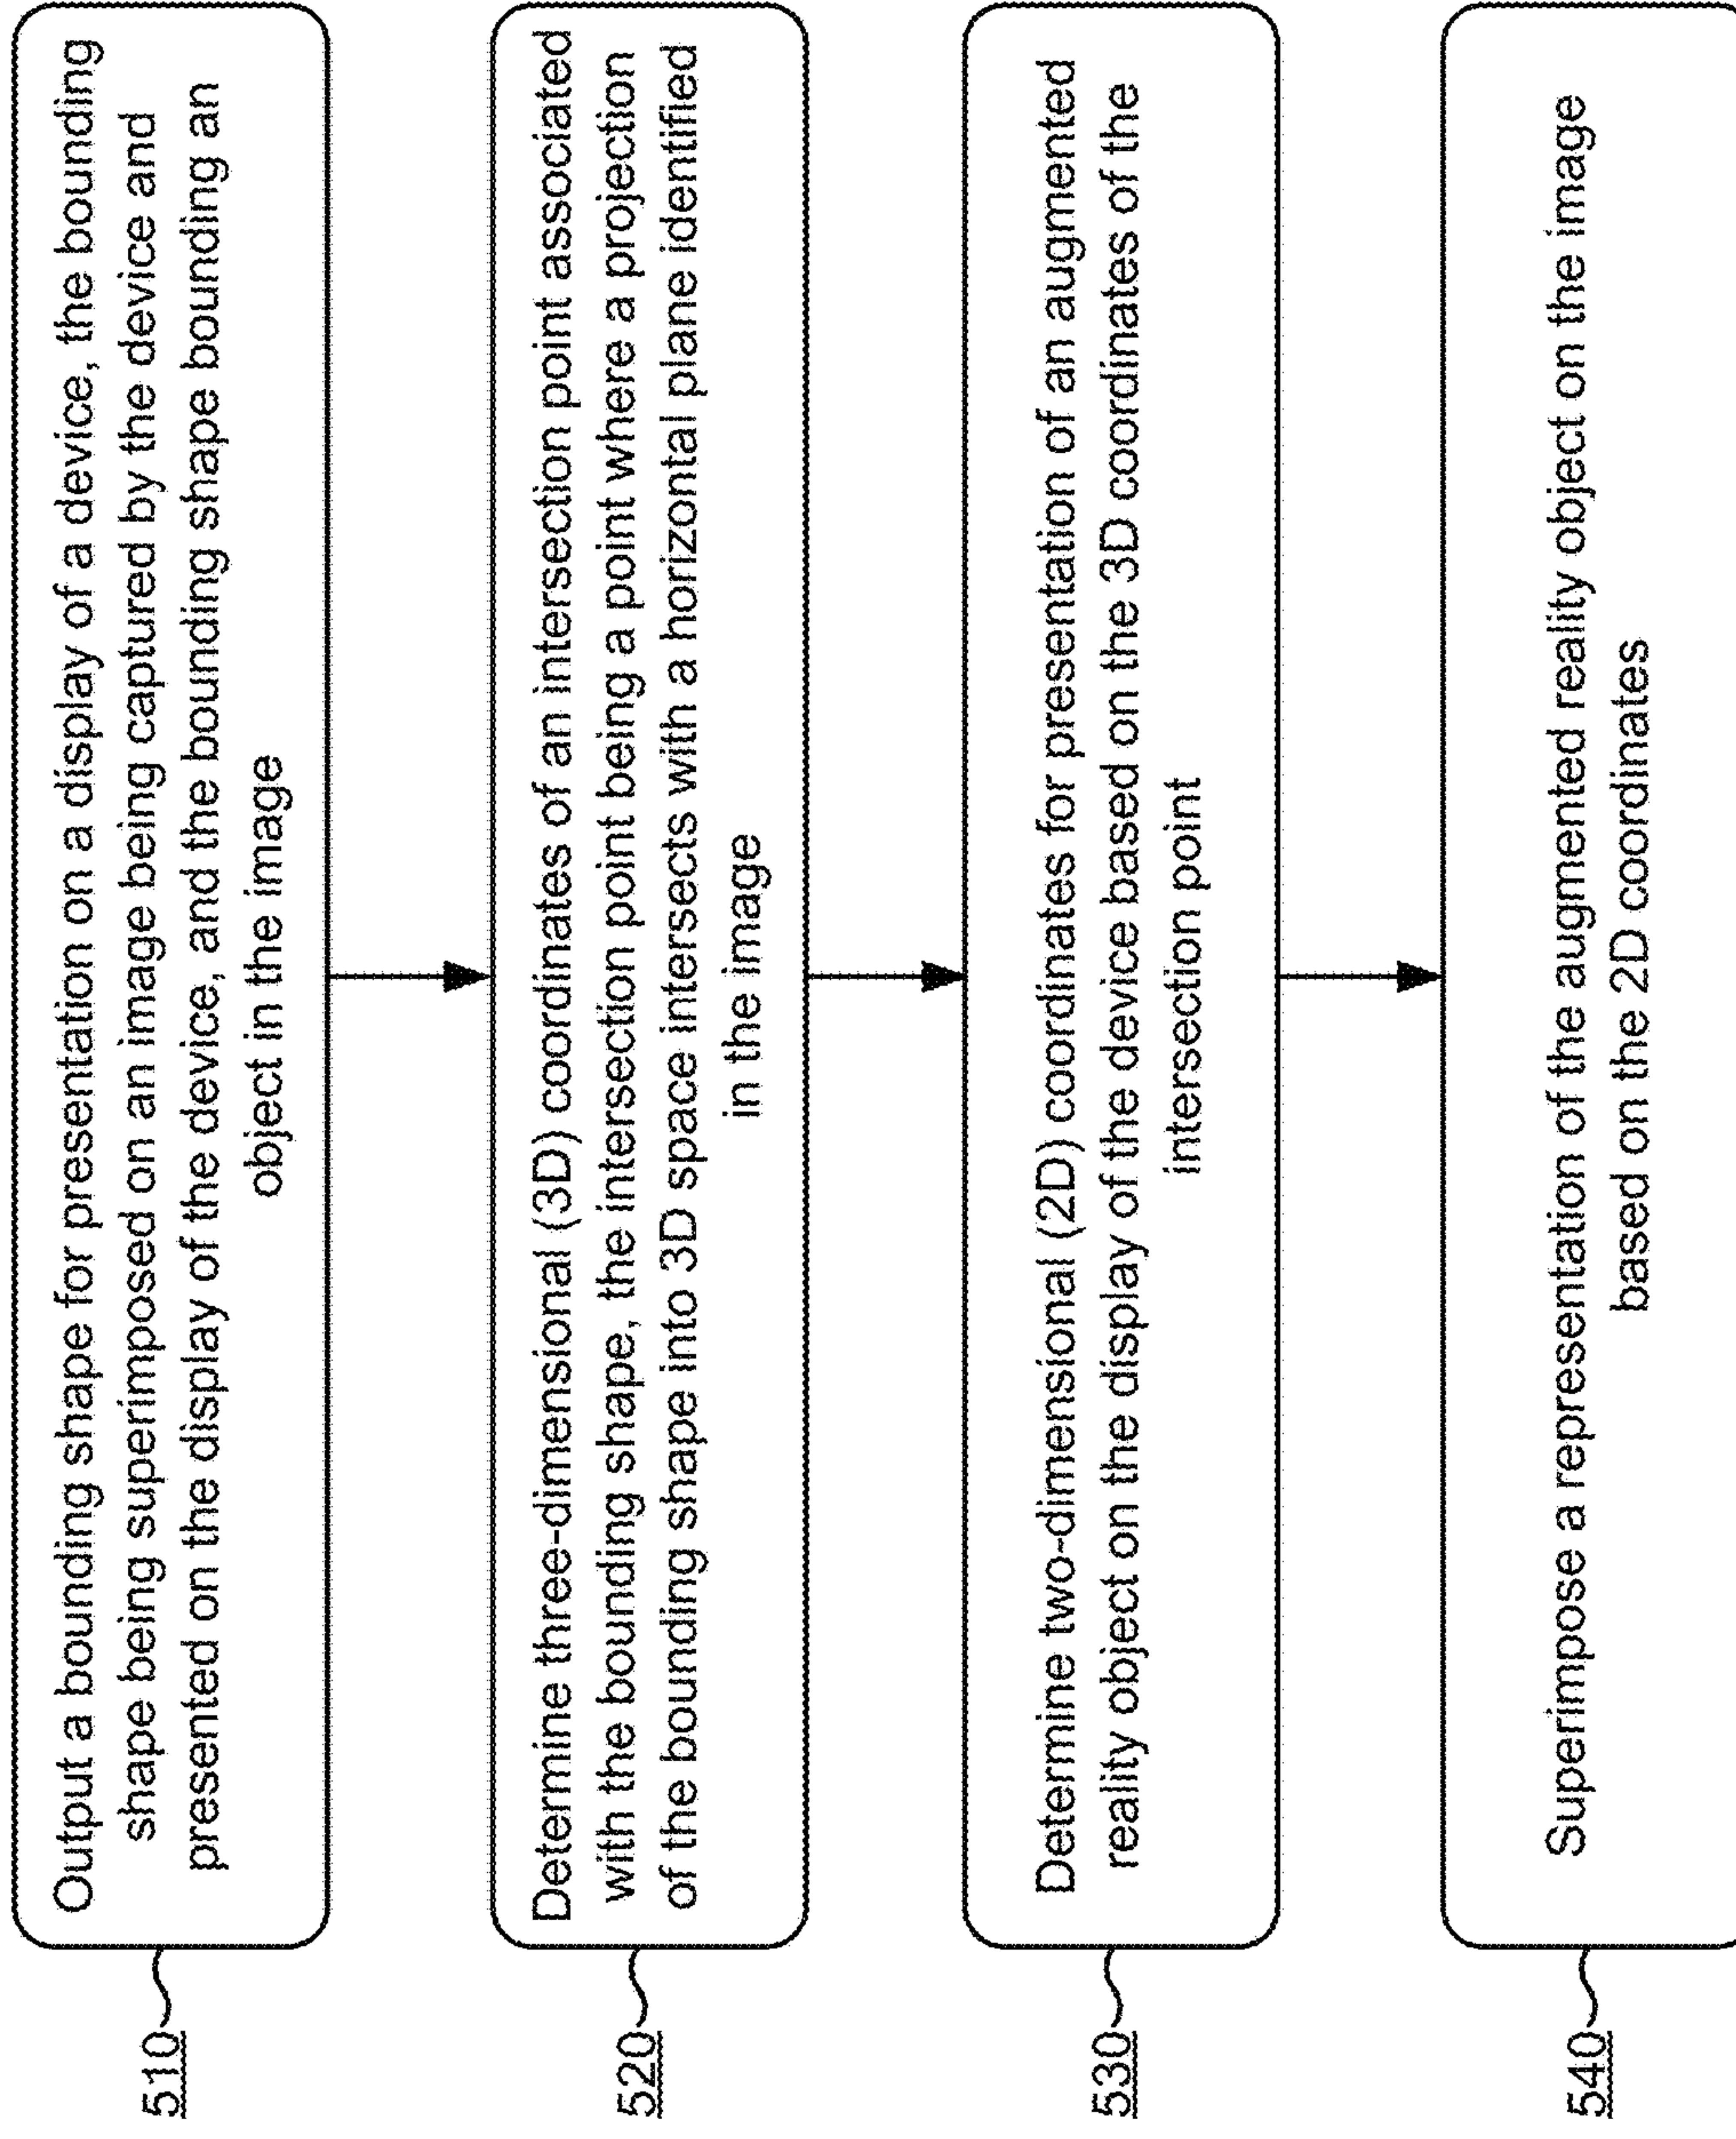 510
Output a bounding shape for presentation on a display of a device, the bounding
shape being superimposed on an image being captured by the device and
presented on the display of the device, and the bounding shape bounding an
object in the image
520
Determine three-dimensional (3D) coordinates of an intersection point associated
with the bounding shape, the intersection point being a point where a projection
of the bounding shape into 3D space intersects with a horizontal plane identified
in the image
530
Determine two-dimensional (2D) coordinates for presentation of an augmented
reality object on the display of the device based on the 3D coordinates of the
intersection point
540
Superimpose a representation of the augmented reality object on the image
based on the 2D coordinates